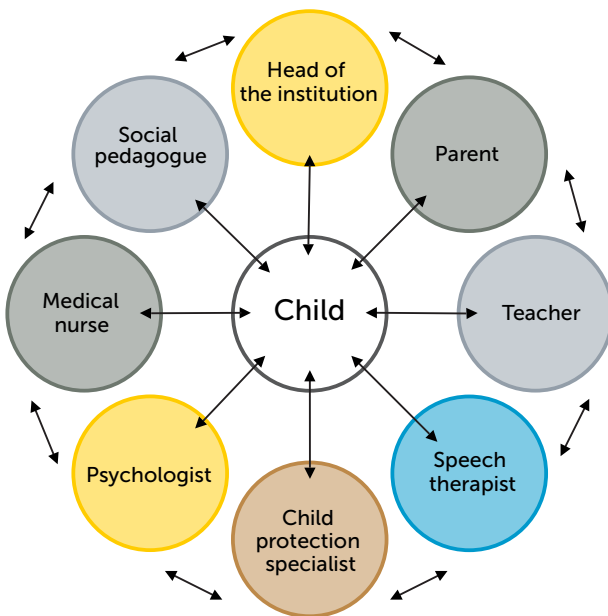 Head of
the institution
Social
pedagogue
Parent
Medical
nurse
Child
Teacher
Psychologist
Speech
therapist
Child
protection
specialist